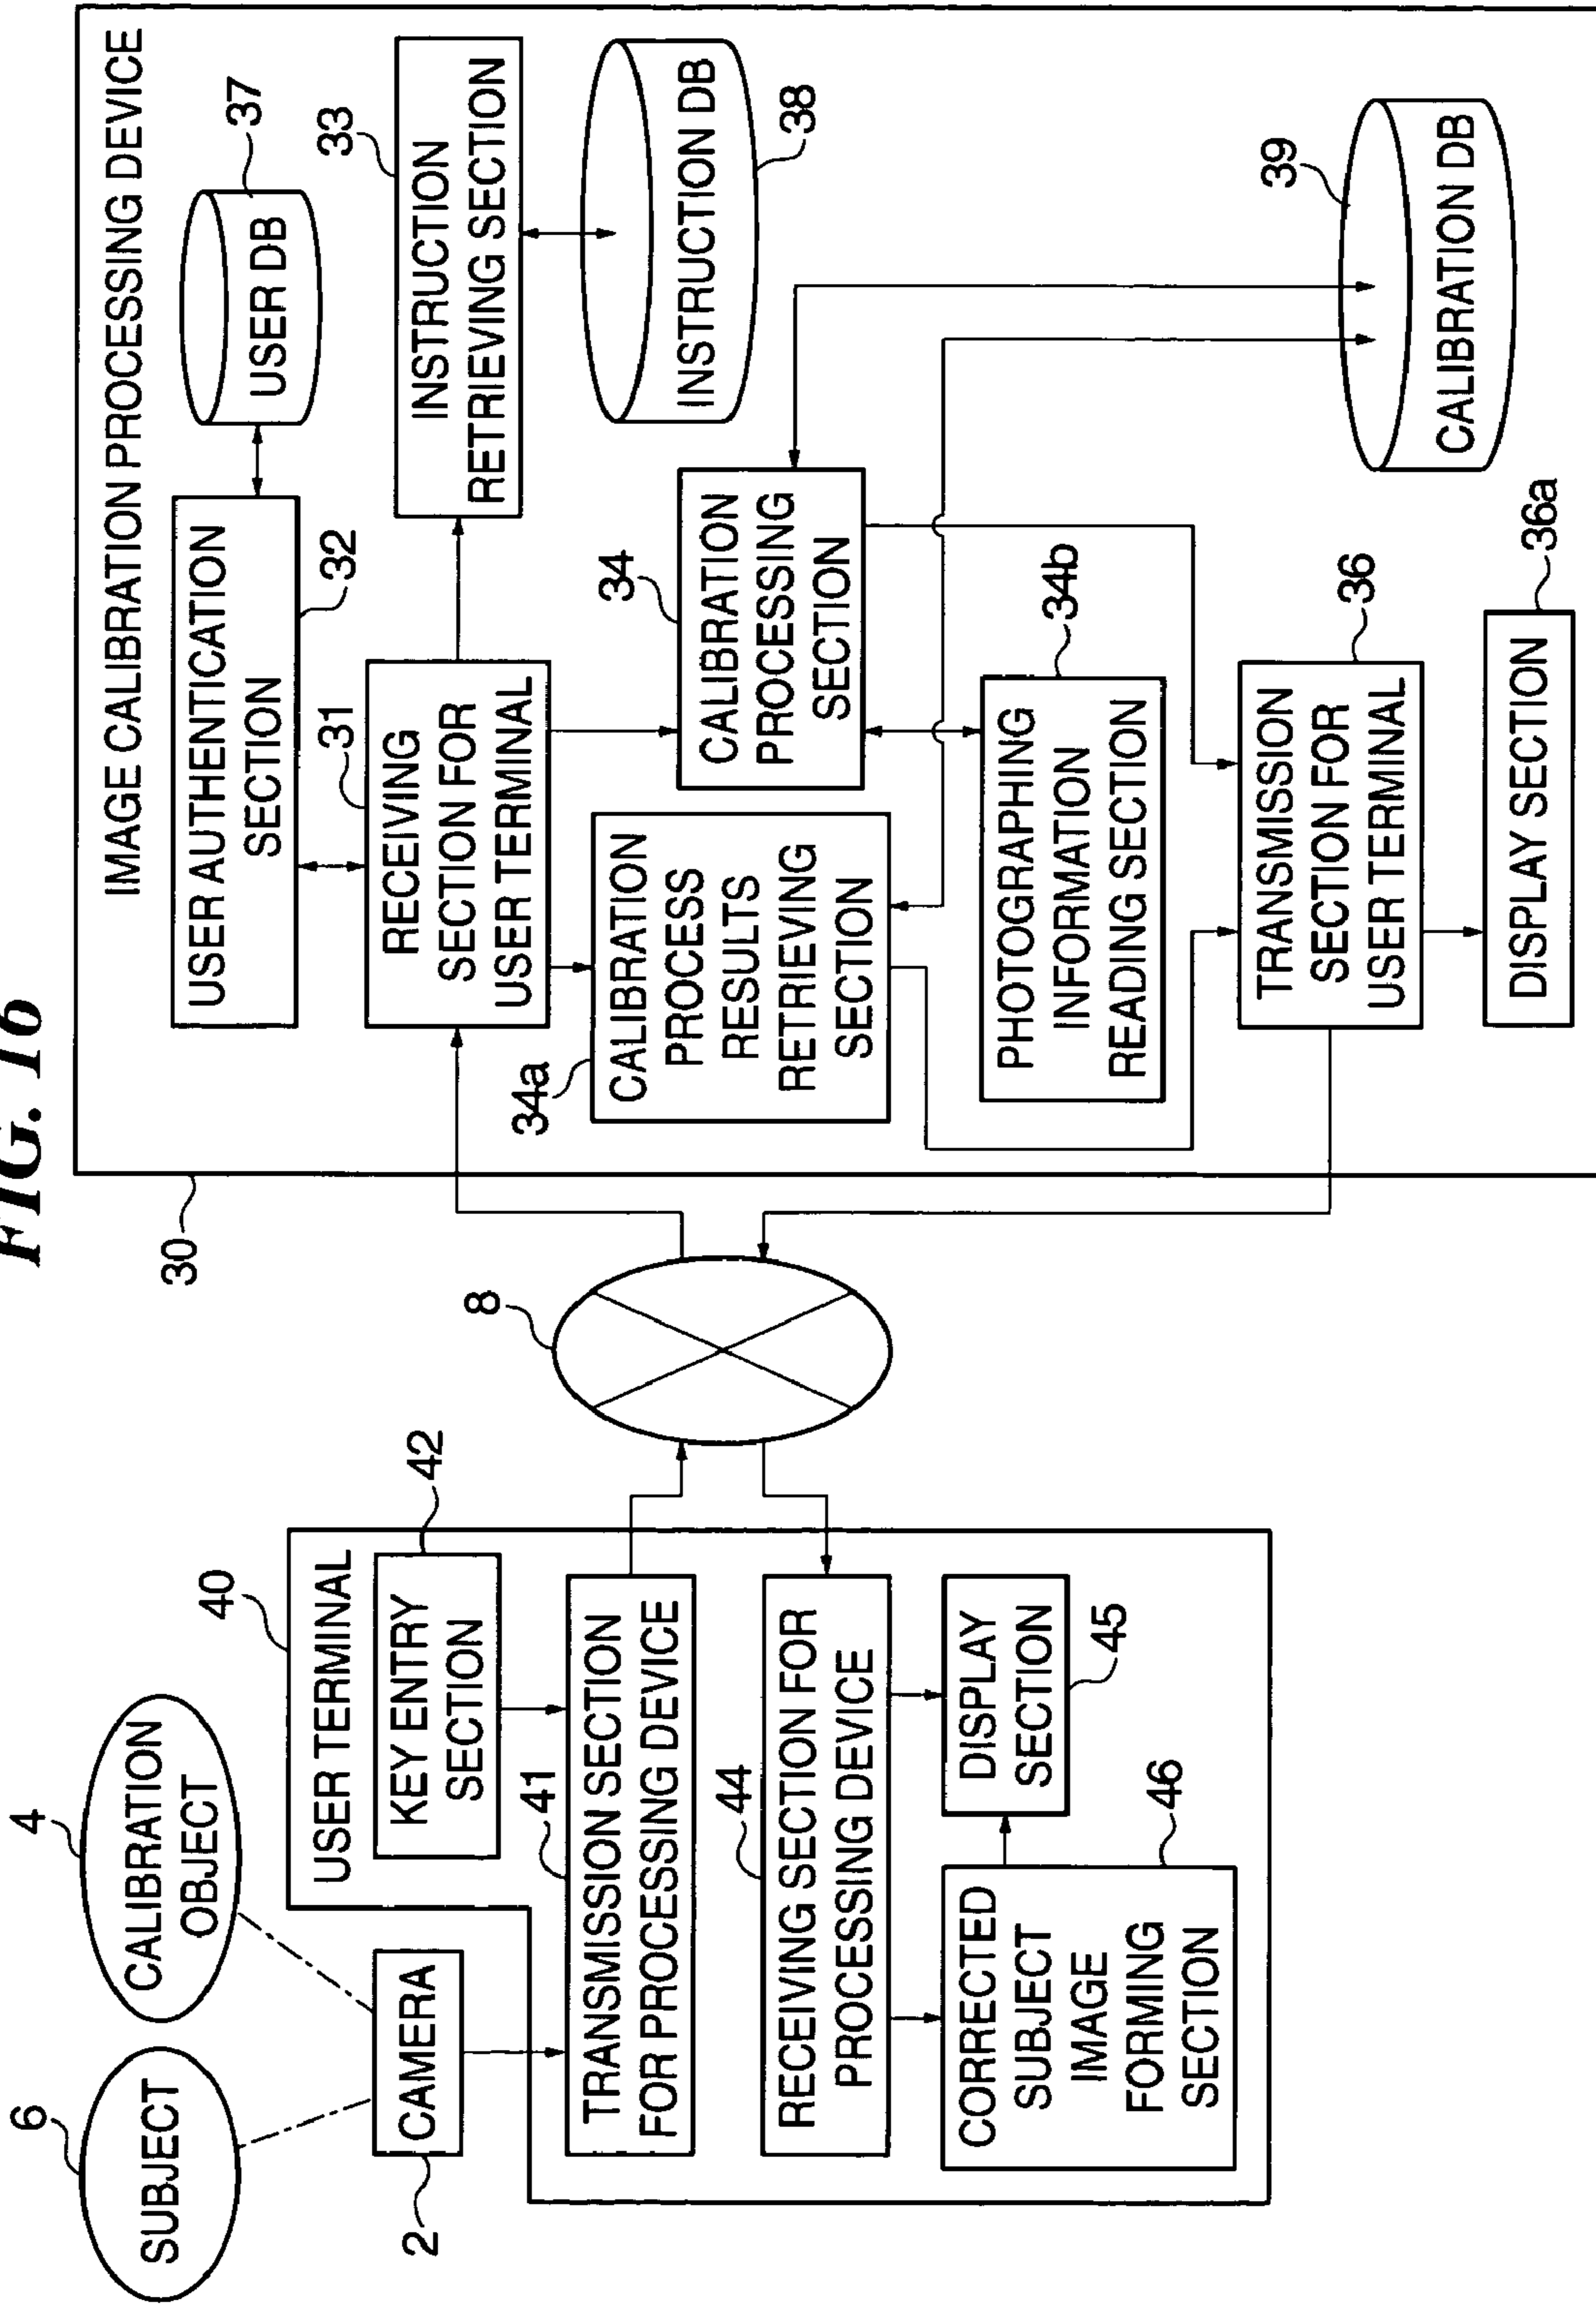 FIG. 16
6
SUBJECT
4
CALIBRATION
OBJECT
2
CAMERA
40
USER TERMINAL
42
KEY ENTRY
SECTION
41
TRANSMISSION SECTION
FOR PROCESSING DEVICE
44
RECEIVING SECTION FOR
PROCESSING DEVICE
DISPLAY
SECTION
45
46
CORRECTED
SUBJECT
IMAGE
FORMING
SECTION
8
30
IMAGE CALIBRATION PROCESSING DEVICE
USER AUTHENTICATION
SECTION
32
37
USER DB
31
RECEIVING
SECTION FOR
USER TERMINAL
33
INSTRUCTION
RETRIEVING SECTION
INSTRUCTION DB
38
34a
CALIBRATION
PROCESS
RESULTS
RETRIEVING
SECTION
34
CALIBRATION
PROCESSING
SECTION
34b
PHOTOGRAPHING
INFORMATION
READING SECTION
39
CALIBRATION DB
36
TRANSMISSION
SECTION FOR
USER TERMINAL
36a
DISPLAY SECTION